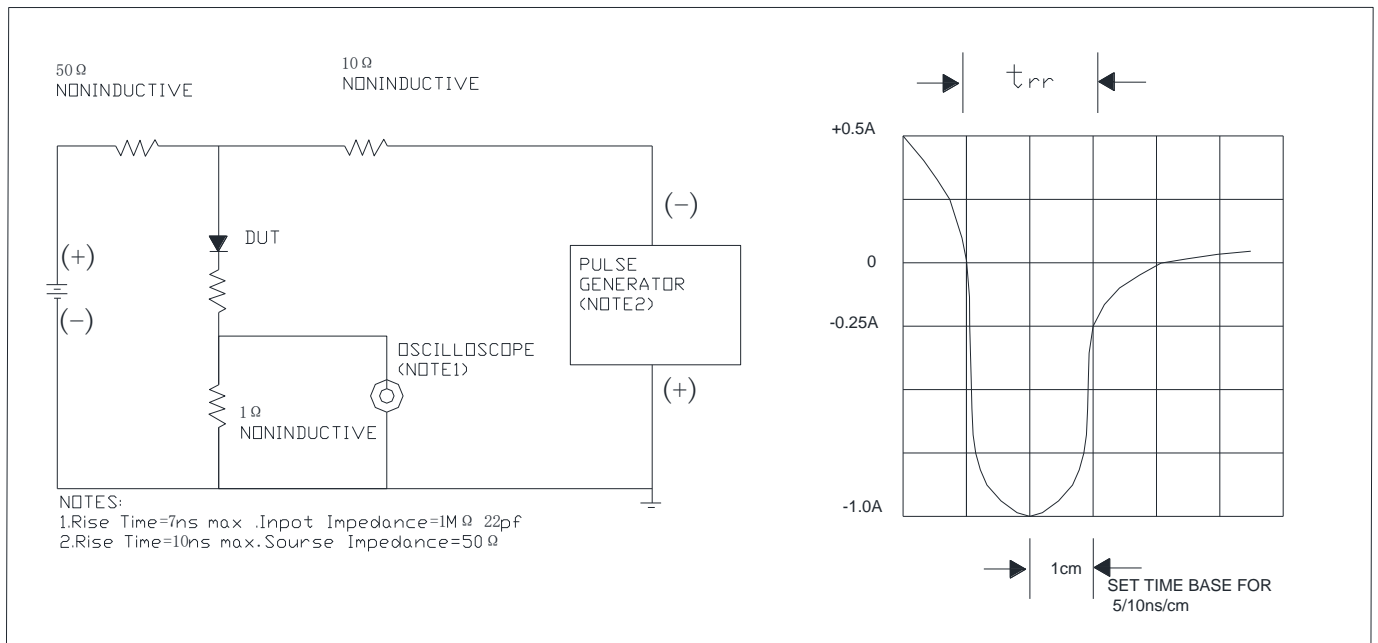 50Ω
NONINDUCTIVE
10Ω
NONINDUCTIVE
(+)
(−)
DUT
1Ω
NONINDUCTIVE
OSCILLOSCOPE
(NOTE1)
(−)
PULSE
GENERATOR
(NOTE2)
(+)
NOTES:
1.Rise Time=7ns max .Inpot Impedance=1MΩ 22pf
2.Rise Time=10ns max.Sourse Impedance=50Ω
trr
+0.5A
0
-0.25A
-1.0A
1cm
SET TIME BASE FOR
5/10ns/cm